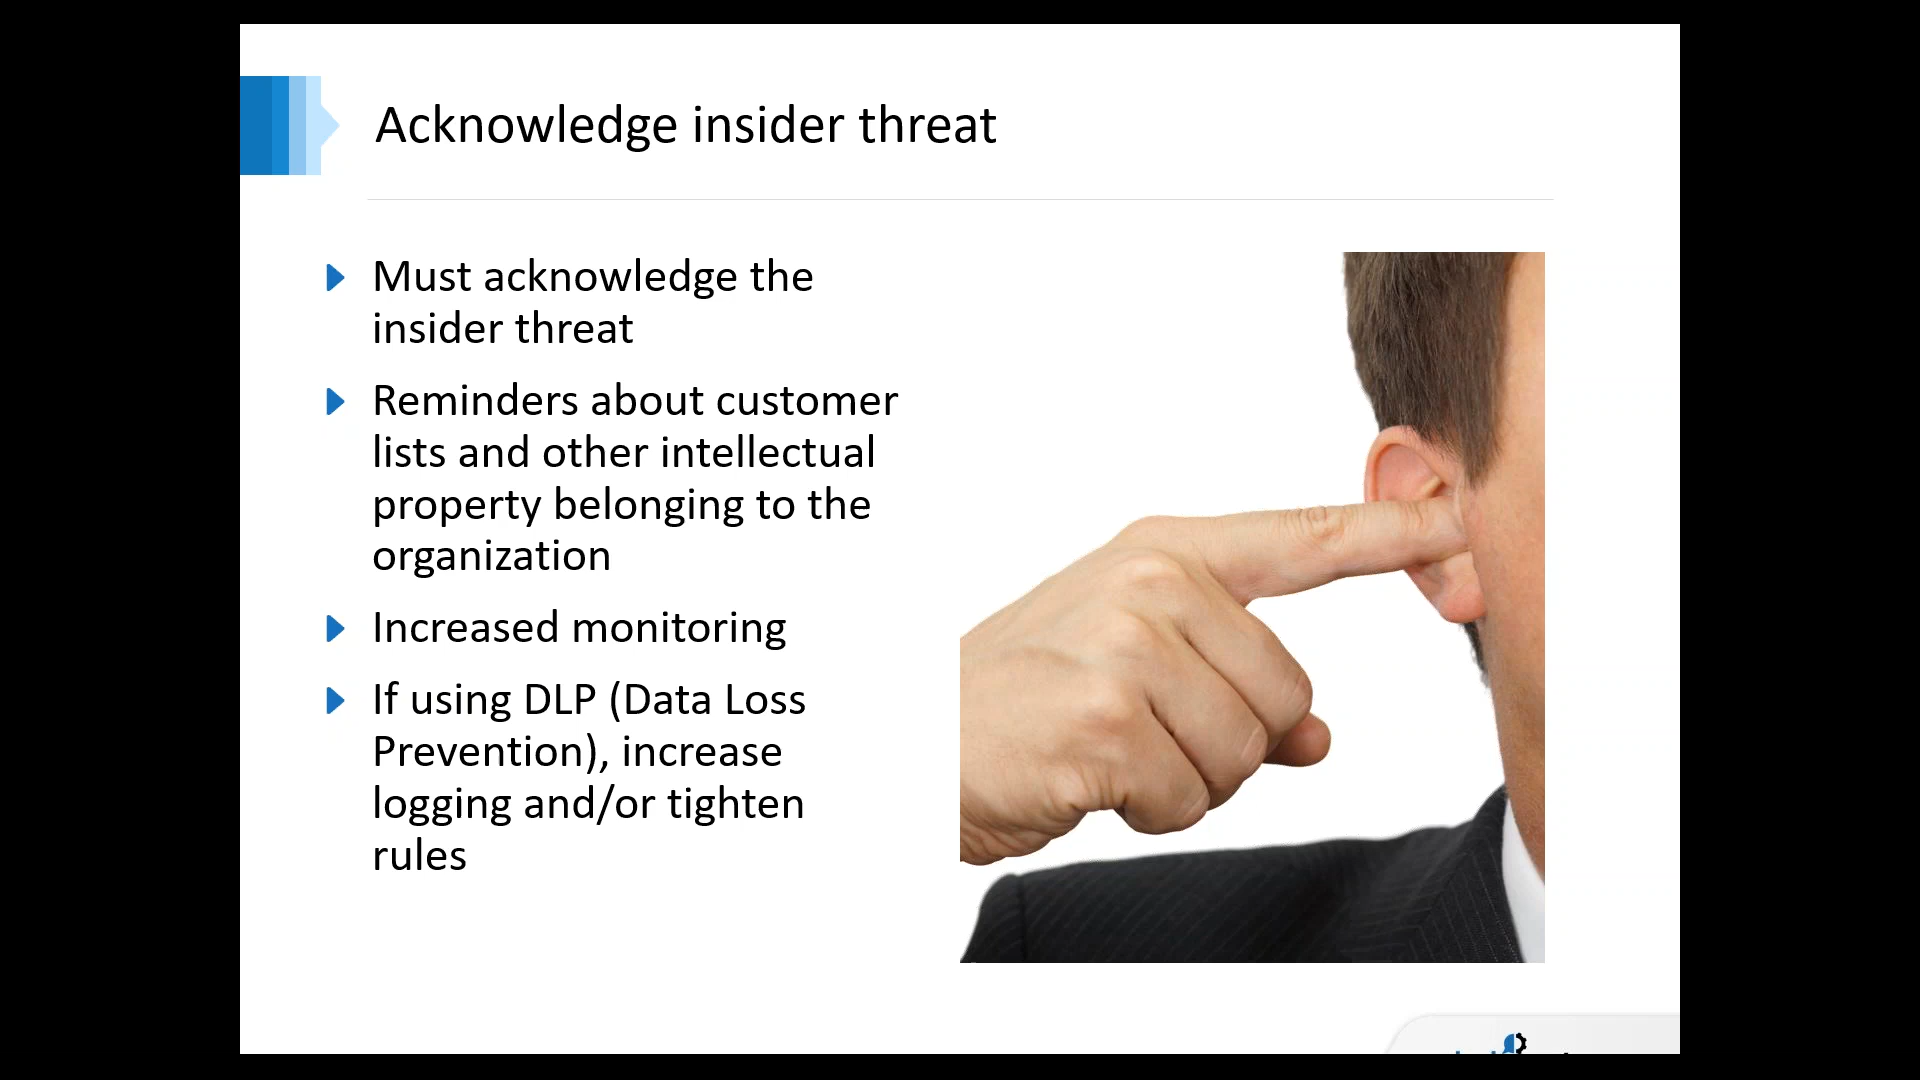 Acknowledge insider threat
Must acknowledge the
insider threat
Reminders about customer
lists and other intellectual
property belonging to the
organization
Increased monitoring
If using DLP (Data Loss
Prevention), increase
logging and/or tighten
rules